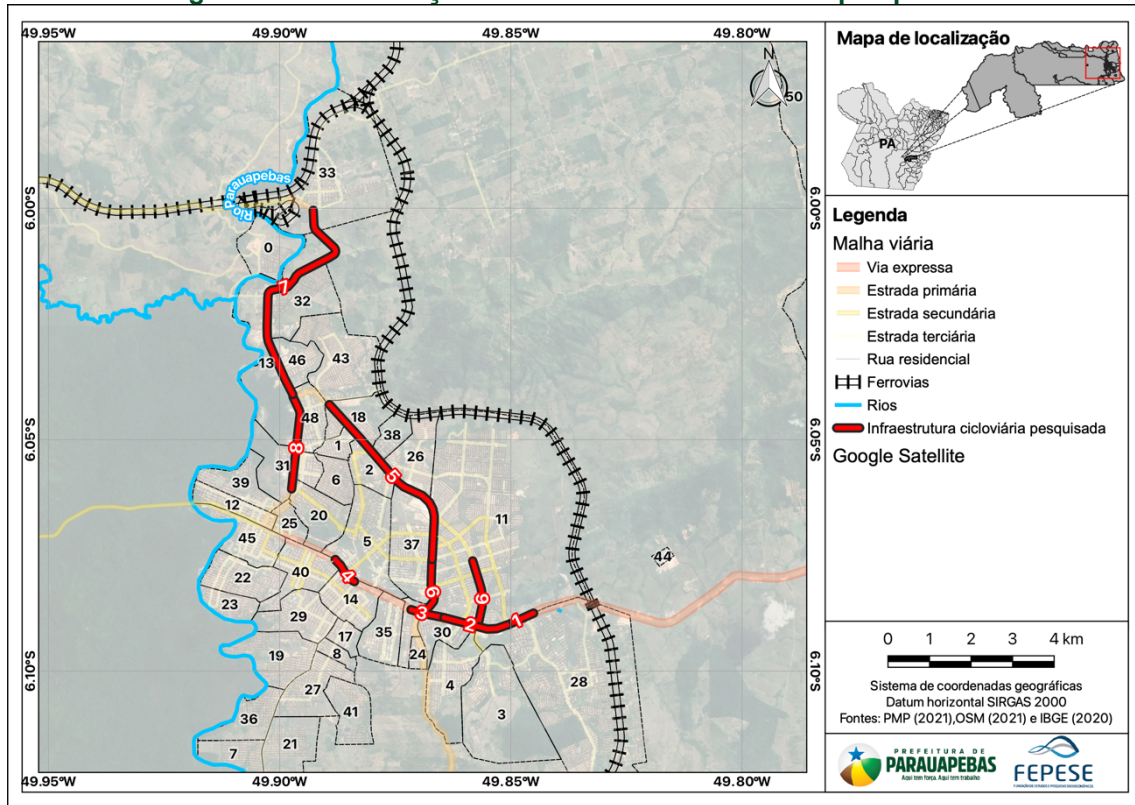 49.95°W 49.90°W 49.85°W 49.80°W
N
50
33
Rio Parauapebas
6.00°S 6.00°S
0
7
32
13 46 43
48 18
1 38
6.05°S 6.05°S
8 26
31 2
39 6 5
12 20 11
25
45 5 37
44
40 4
22 14 6 9
23
29 3 2 1
17 35 30
19 8 24
6.10°S 6.10°S
27 4 28
41 3
36
21
7
49.95°W 49.90°W 49.85°W 49.80°W
Mapa de localização
PA
Legenda
Malha viária
Via expressa
Estrada primária
Estrada secundária
Estrada terciária
Rua residencial
Ferrovias
Rios
Infraestrutura cicloviária pesquisada
Google Satellite
0 1 2 3 4 km
Sistema de coordenadas geográficas
Datum horizontal SIRGAS 2000
Fontes: PMP (2021),OSM (2021) e IBGE (2020)
PREFEITURA DE
PARAUAPEBAS
Aqui tem força. Aqui tem trabalho
FEPESE